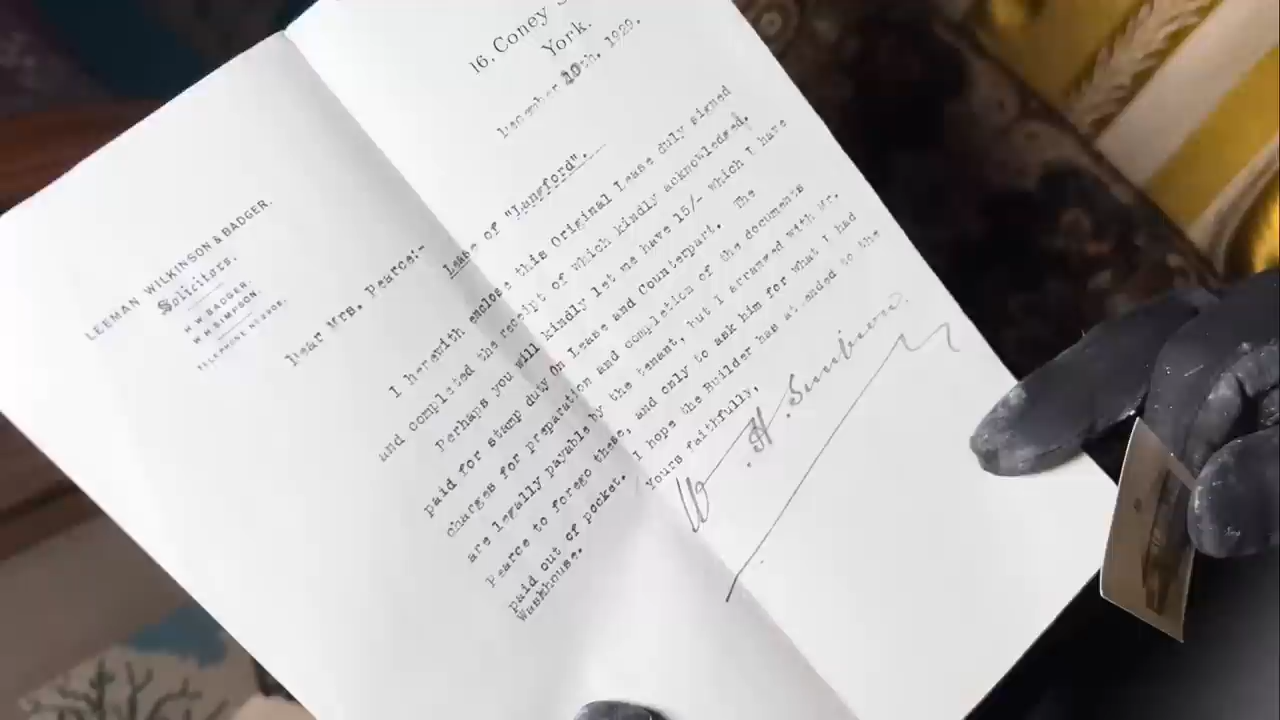 LEEMAN WILKINSON & BADGER.
Solicitors.
H.W. BADGER.
W.H. SIMPSON.
16, Coney
York.
December 20th. 1929.
Dear Mrs. Pearce:-
Lease of "Langford".
I herewith enclose this Original Lease duly signed
and completed the receipt of which kindly acknowledged.
Perhaps you will kindly let me have 15/- which I have
paid for stamp duty on Lease and Counterpart. The
charges for preparation and completion of the documents
are legally payable by the tenant, but I arranged with Mr.
Pearce to forego these, and only to ask him for what I had
paid out of pocket. I hope the Builder has attended to the
Washhouse.
Yours faithfully,